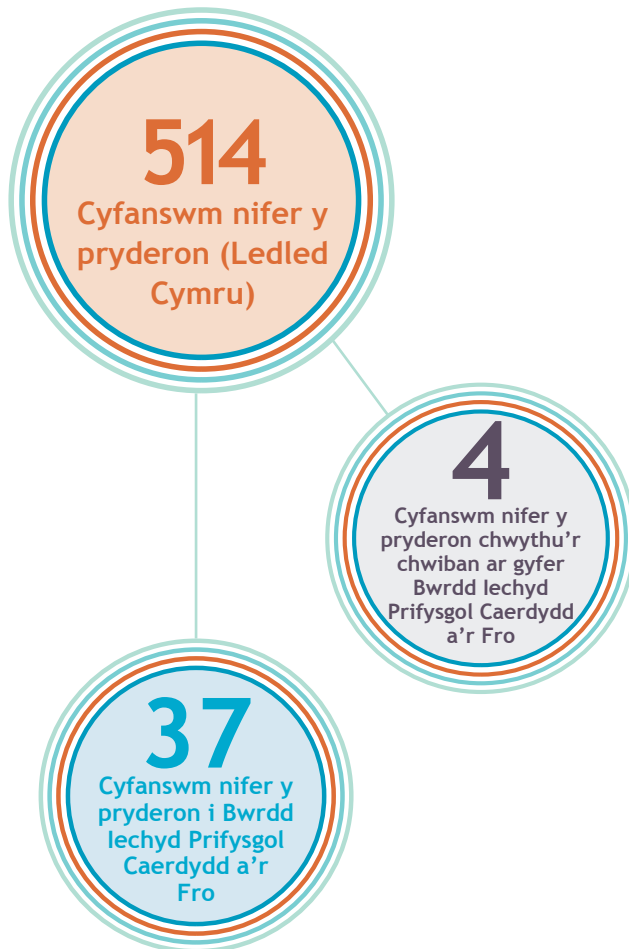 514
Cyfanswm nifer y
pryderon (Ledled
Cymru)
4
Cyfanswm nifer y
pryderon chwythu'r
chwiban ar gyfer
Bwrdd Iechyd
Prifysgol Caerdydd
a'r Fro
37
Cyfanswm nifer y
pryderon i Bwrdd
Iechyd Prifysgol
Caerdydd a'r
Fro